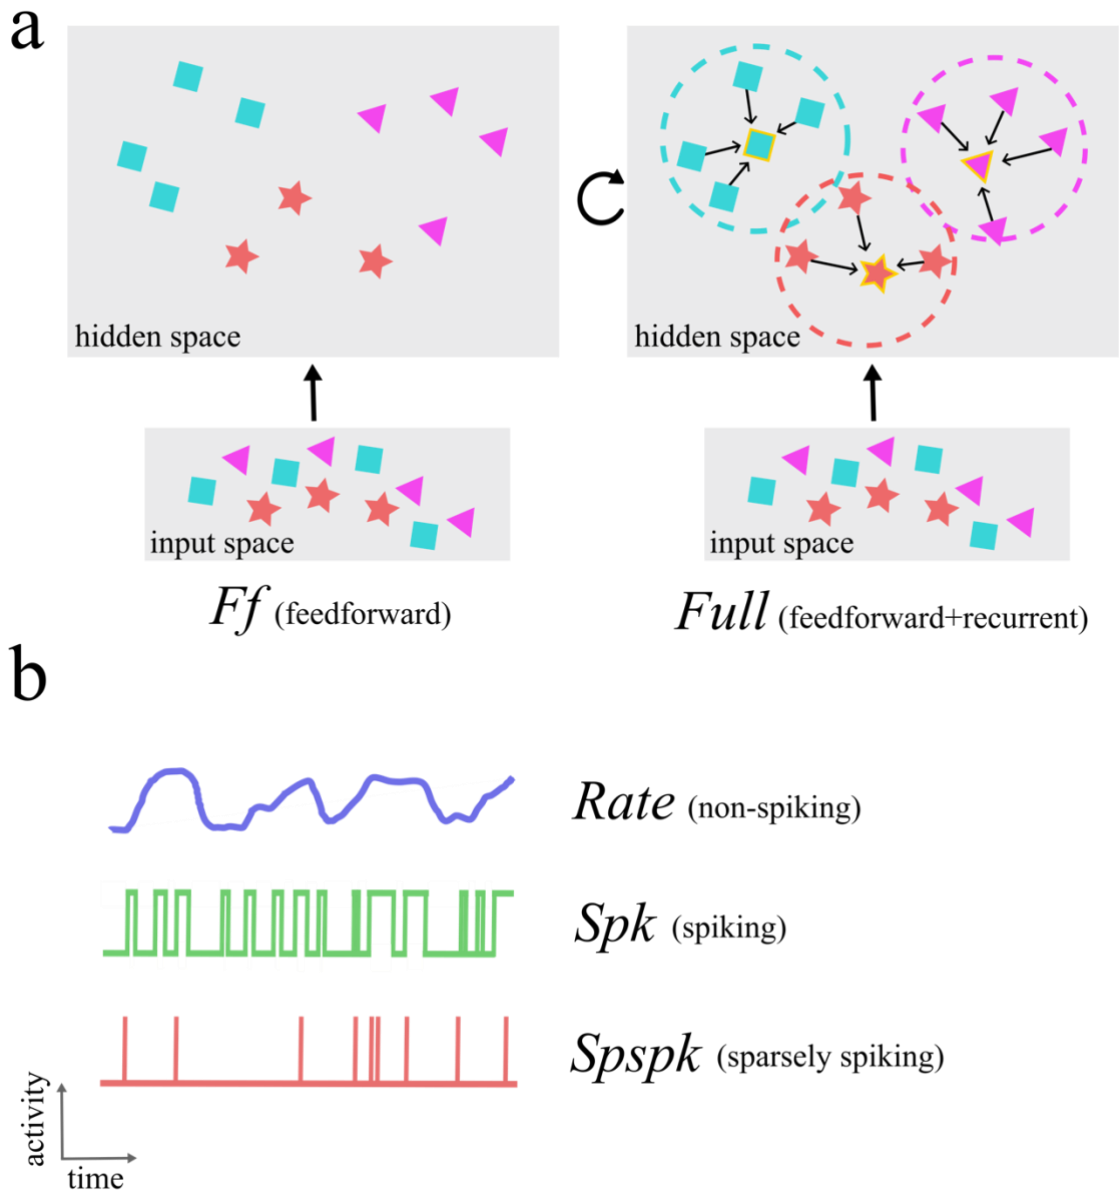 a
hidden space
hidden space
input space
input space
Ff (feedforward)
Full (feedforward+recurrent)
b
Rate (non-spiking)
Spk (spiking)
Spspk (sparsely spiking)
activity
time